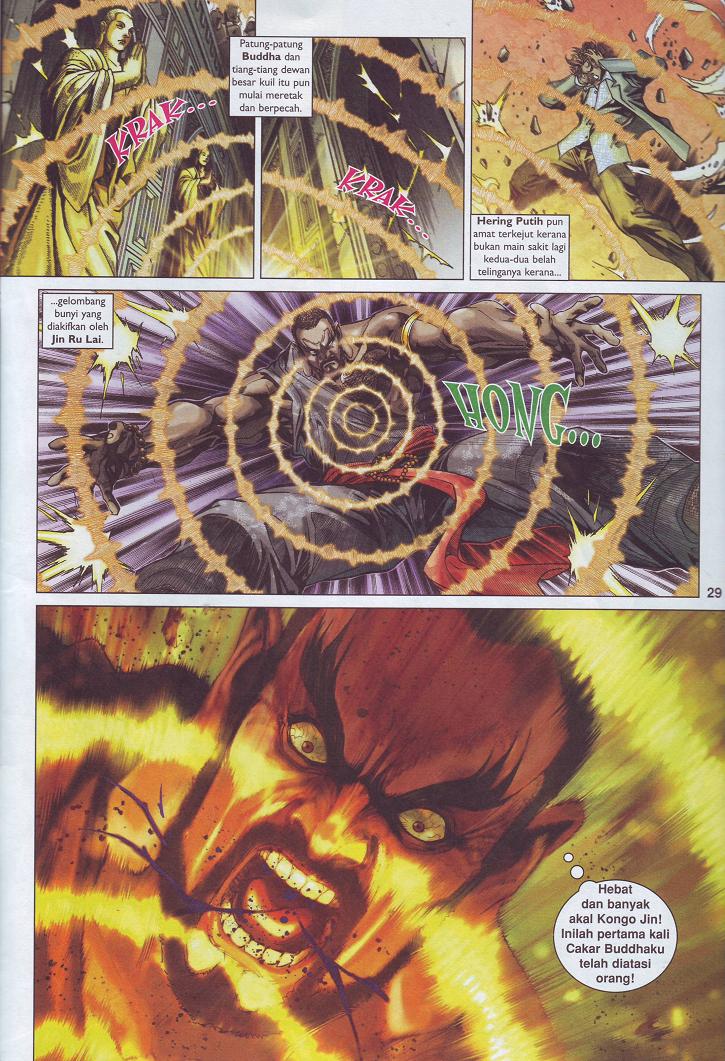 Patung-patung
Buddha dan
tiang-tiang dewan
besar kuil itu pun
mulai meretak
dan berpecah.
KRAK...
KRAK...
Hering Putih pun
amat terkejut kerana
bukan main sakit lagi
kedua-dua belah
telinganya kerana...
...gelombang
bunyi yang
diakifkan oleh
Jin Ru Lai.
HONG...
29
Hebat
dan banyak
akal Kongo Jin!
Inilah pertama kali
Cakar Buddhaku
telah diatasi
orang!